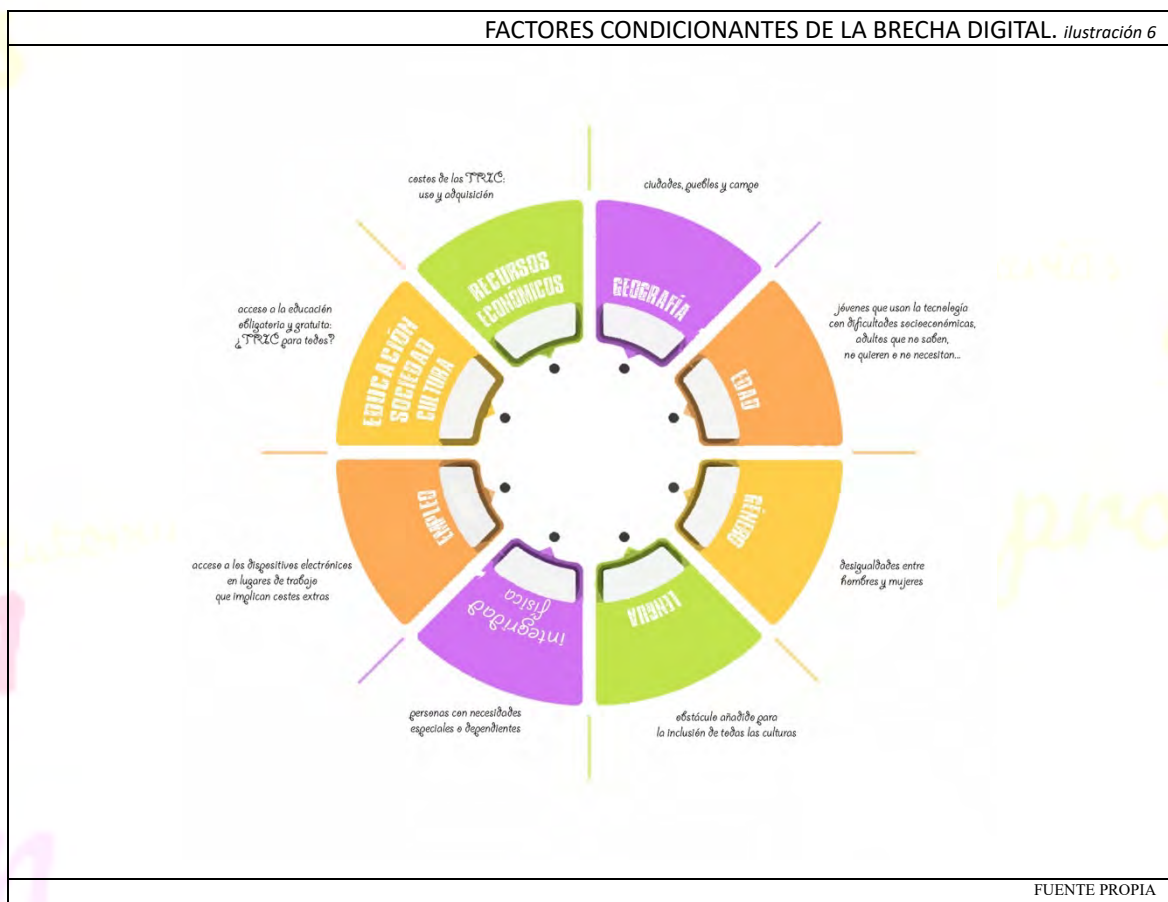 FACTORES CONDICIONANTES DE LA BRECHA DIGITAL. ilustración 6
costes de las TRIC:
uso y adquisición
RECURSOS
ECONÓMICOS
ciudades, pueblos y campo
GEOGRAFÍA
jóvenes que usan la tecnología
con dificultades socioeconómicas,
adultos que no saben,
no quieren o no necesitan...
EDAD
desigualdades entre
hombres y mujeres
GÉNERO
obstáculo añadido para
la inclusión de todas las culturas
LENGUA
personas con necesidades
especiales o dependientes
integridad
física
acceso a los dispositivos electrónicos
en lugares de trabajo
que implican costes extras
EMPLEO
acceso a la educación
obligatoria y gratuita:
¿TRIC para todos?
EDUCACIÓN
SOCIEDAD
CULTURA
FUENTE PROPIA